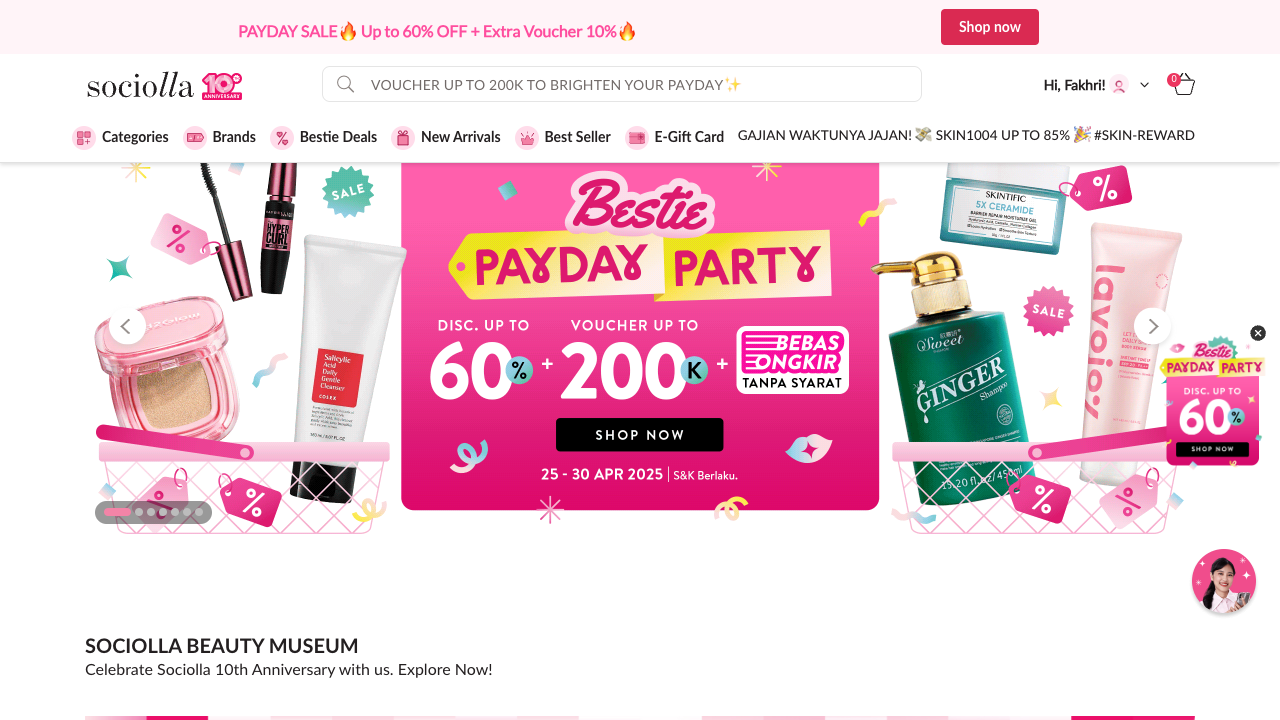 PAYDAY SALE🔥 Up to 60% OFF + Extra Voucher 10%🔥
Shop now
sociolla 10th ANNIVERSARY
VOUCHER UP TO 200K TO BRIGHTEN YOUR PAYDAY✨
Hi, Fakhri!
0
Categories
Brands
Bestie Deals
New Arrivals
Best Seller
E-Gift Card
GAJIAN WAKTUNYA JAJAN! 💸
SKIN1004 UP TO 85% 🎉
#SKIN-REWARD
SALE
%
HYPER CURL
Salicylic
Acid
Daily
Gentle
Cleanser
COSRX
%
%
Bestie
PAYDAY PARTY
DISC. UP TO
60%
+
VOUCHER UP TO
200K
+
BEBAS
ONGKIR
TANPA SYARAT
SHOP NOW
25 - 30 APR 2025 | S&K Berlaku.
SKINTIFIC
5X CERAMIDE
BARRIER REPAIR MOISTURIZE GEL
%
SALE
lavojoy
Sweet
GINGER
Shampoo
15.20 fl.oz/450ml
%
%
Bestie
PAYDAY PARTY
DISC. UP TO
60%
SHOP NOW
SOCIOLLA BEAUTY MUSEUM
Celebrate Sociolla 10th Anniversary with us. Explore Now!